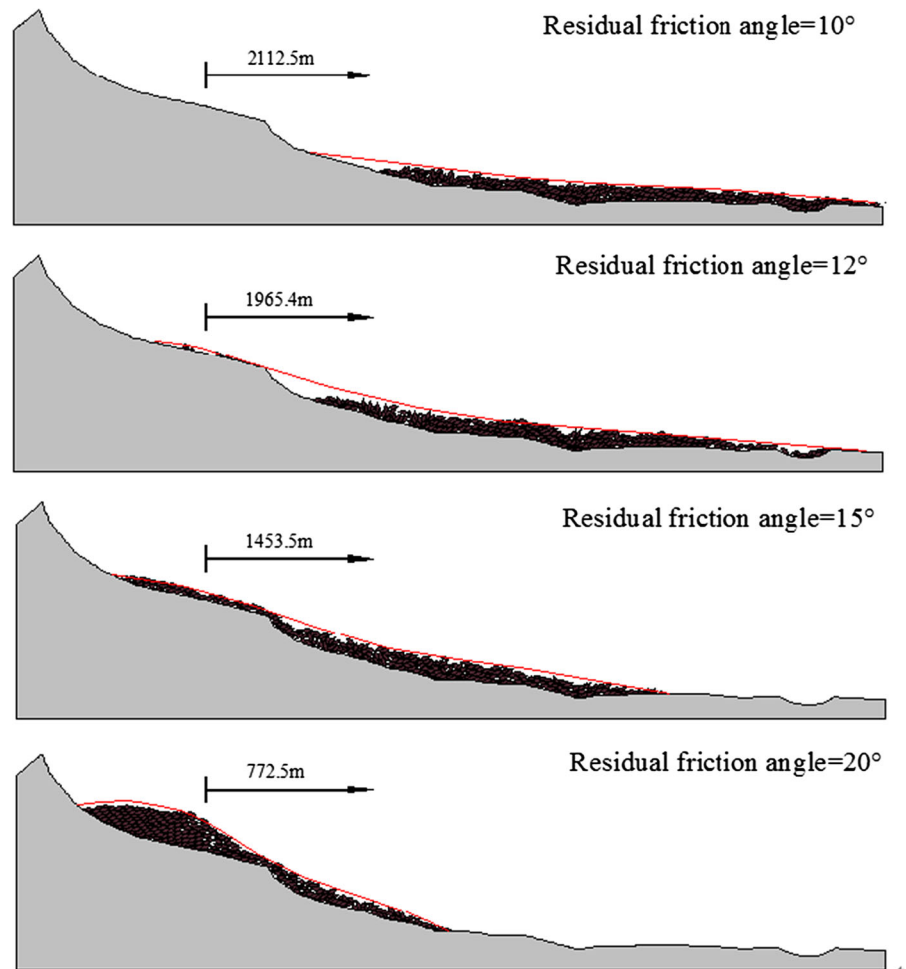 Residual friction angle=10°
2112.5m
Residual friction angle=12°
1965.4m
Residual friction angle=15°
1453.5m
Residual friction angle=20°
772.5m